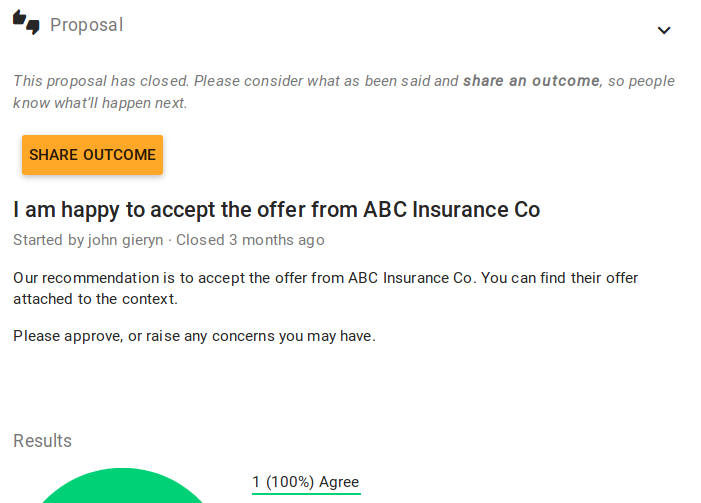 Proposal
This proposal has closed. Please consider what as been said and share an outcome, so people
know what'll happen next.
SHARE OUTCOME
I am happy to accept the offer from ABC Insurance Co
Started by john gieryn · Closed 3 months ago
Our recommendation is to accept the offer from ABC Insurance Co. You can find their offer
attached to the context.
Please approve, or raise any concerns you may have.
Results
1 (100%) Agree